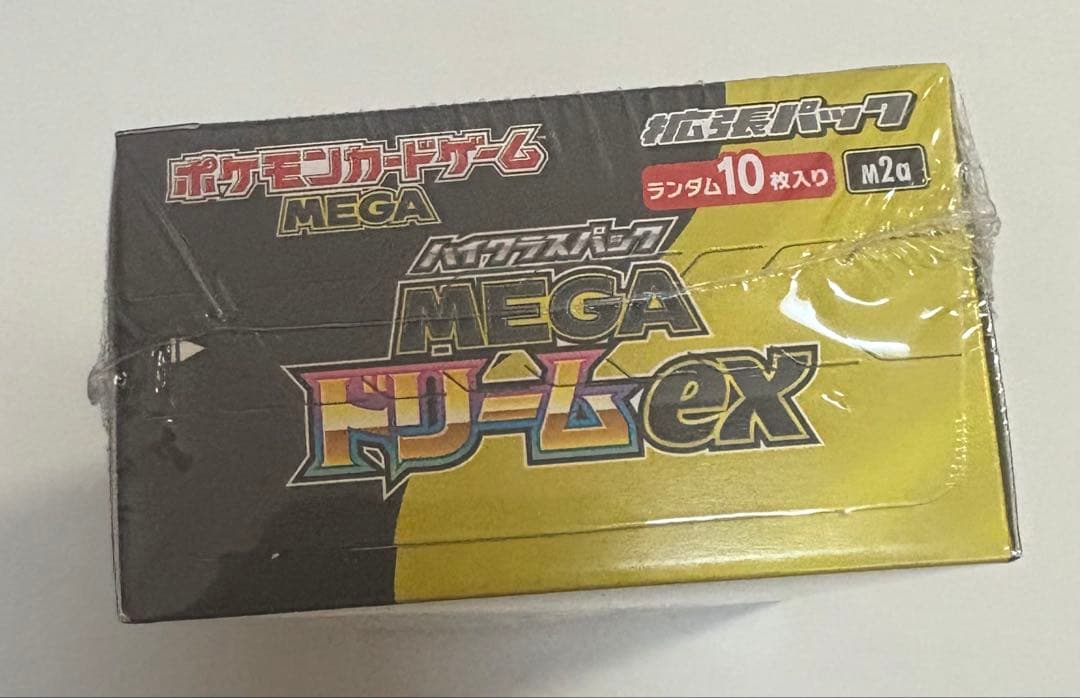 ポケモンカードゲーム
MEGA
拡張パック
ランダム10枚入り
M2a
ハイクラスパック
MEGA
ドリームex